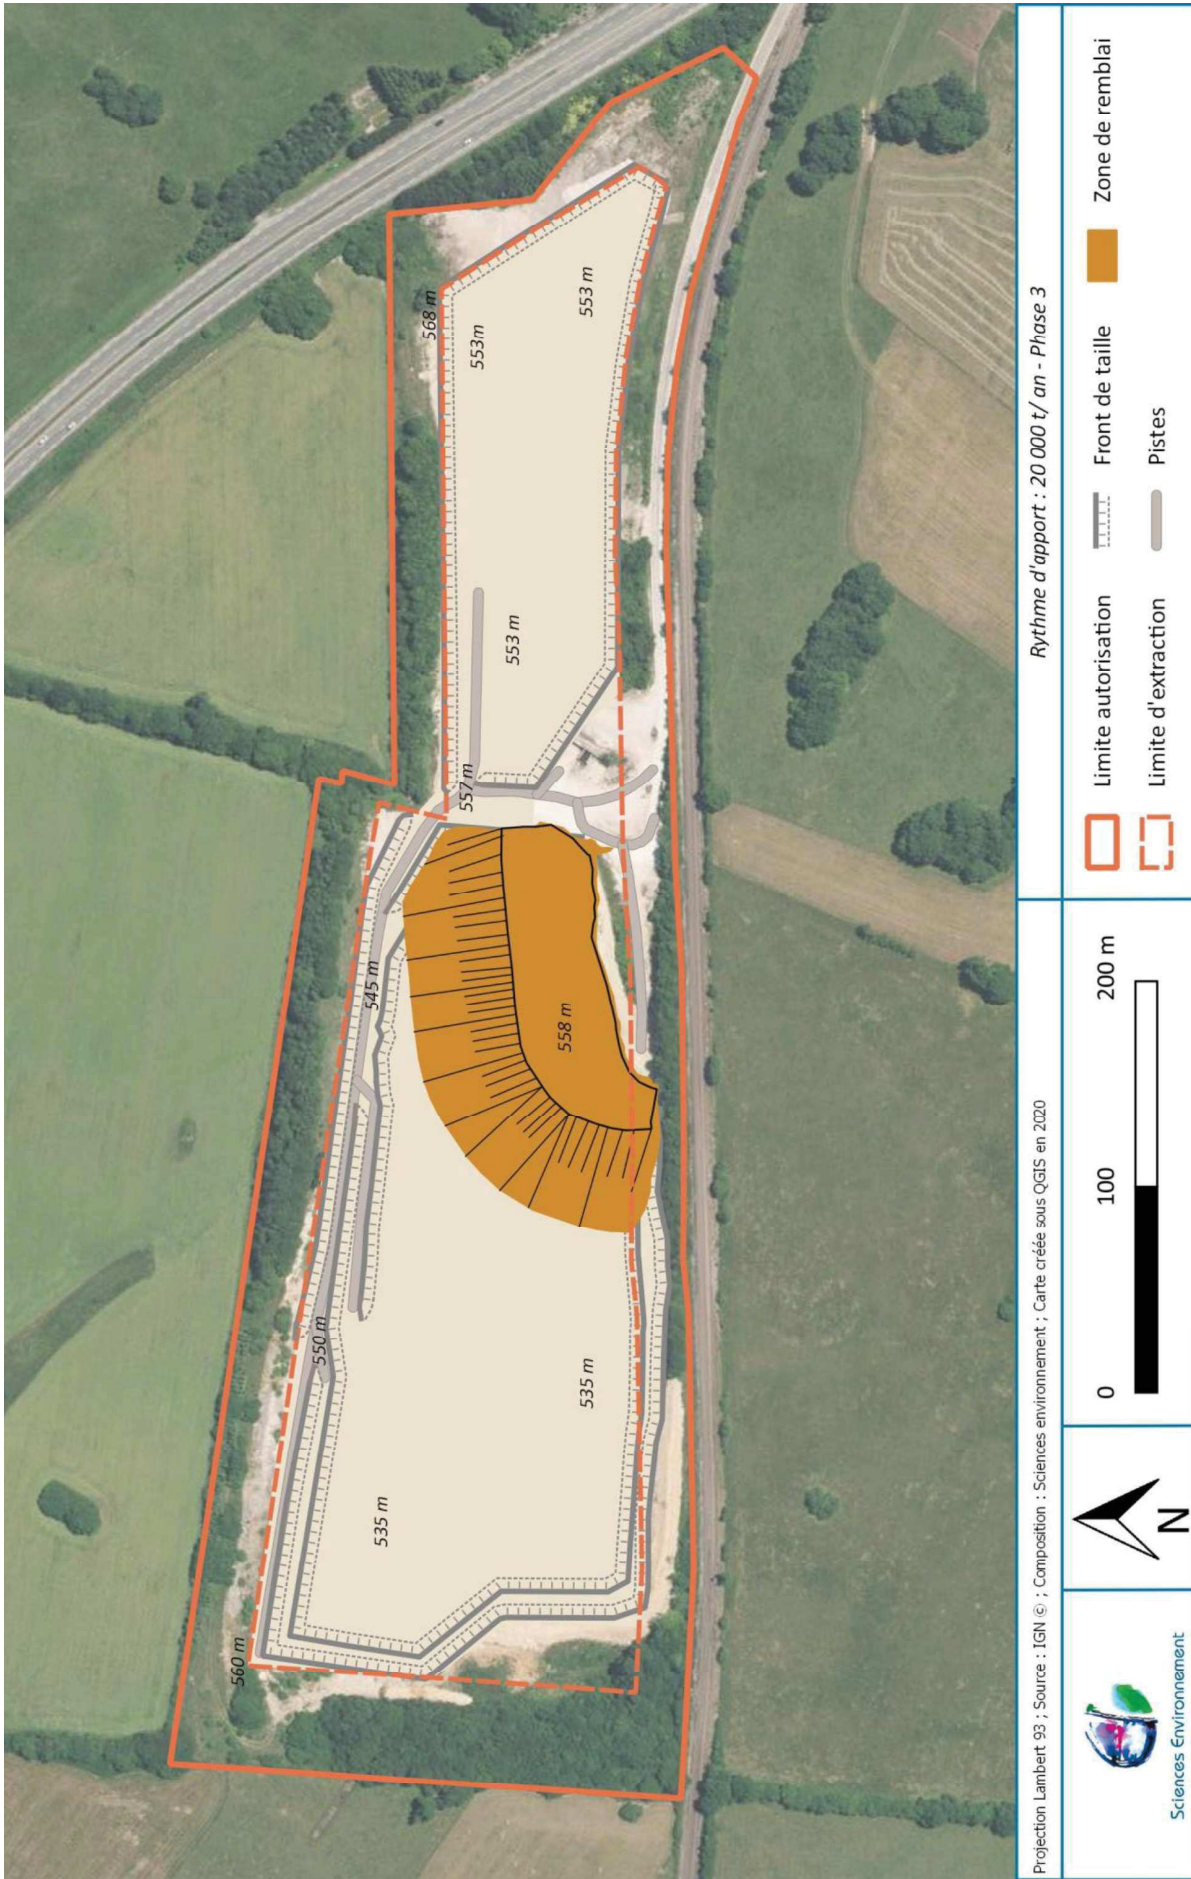 568 m
553m
553 m
553 m
557 m
545 m
558 m
550 m
535 m
535 m
560 m
Projection Lambert 93 ; Source : IGN © ; Composition : Sciences environnement ; Carte créée sous QGIS en 2020
Rythme d'apport : 20 000 t/ an - Phase 3
Sciences Environnement
N
0 100 200 m
Limite autorisation
Limite d'extraction
Front de taille
Pistes
Zone de remblai